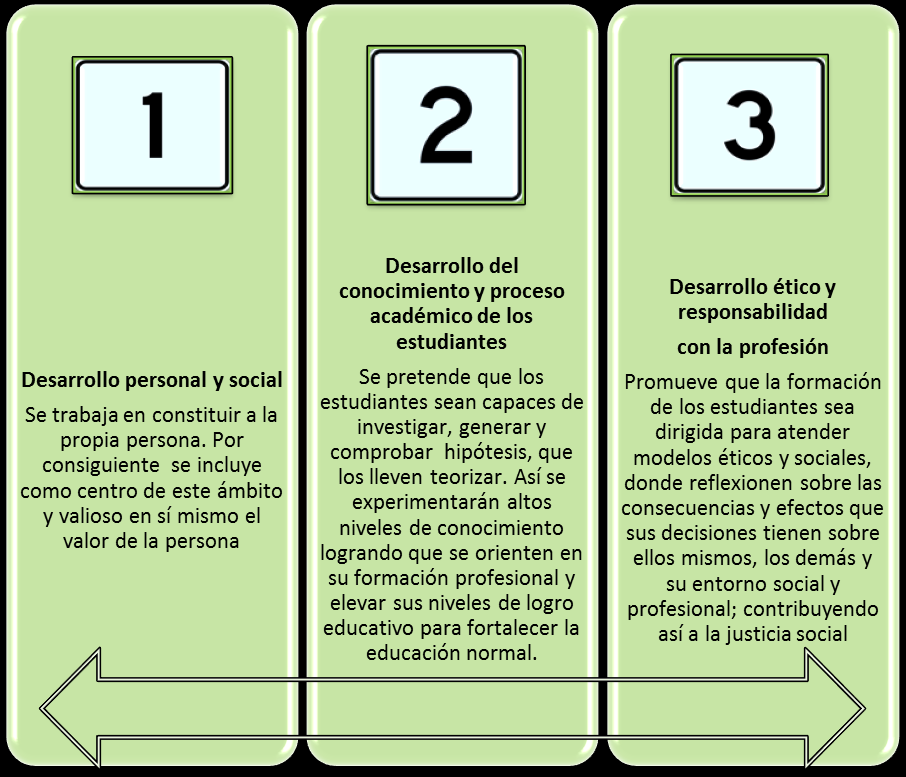 1
Desarrollo personal y social
Se trabaja en constituir a la
propia persona. Por
consiguiente se incluye
como centro de este ámbito
y valioso en sí mismo el
valor de la persona
2
Desarrollo del
conocimiento y proceso
académico de los
estudiantes
Se pretende que los
estudiantes sean capaces de
investigar, generar y
comprobar hipótesis, que
los lleven teorizar. Así se
experimentarán altos
niveles de conocimiento
logrando que se orienten en
su formación profesional y
elevar sus niveles de logro
educativo para fortalecer la
educación normal.
3
Desarrollo ético y
responsabilidad
con la profesión
Promueve que la formación
de los estudiantes sea
dirigida para atender
modelos éticos y sociales,
donde reflexionen sobre las
consecuencias y efectos que
sus decisiones tienen sobre
ellos mismos, los demás y
su entorno social y
profesional; contribuyendo
así a la justicia social